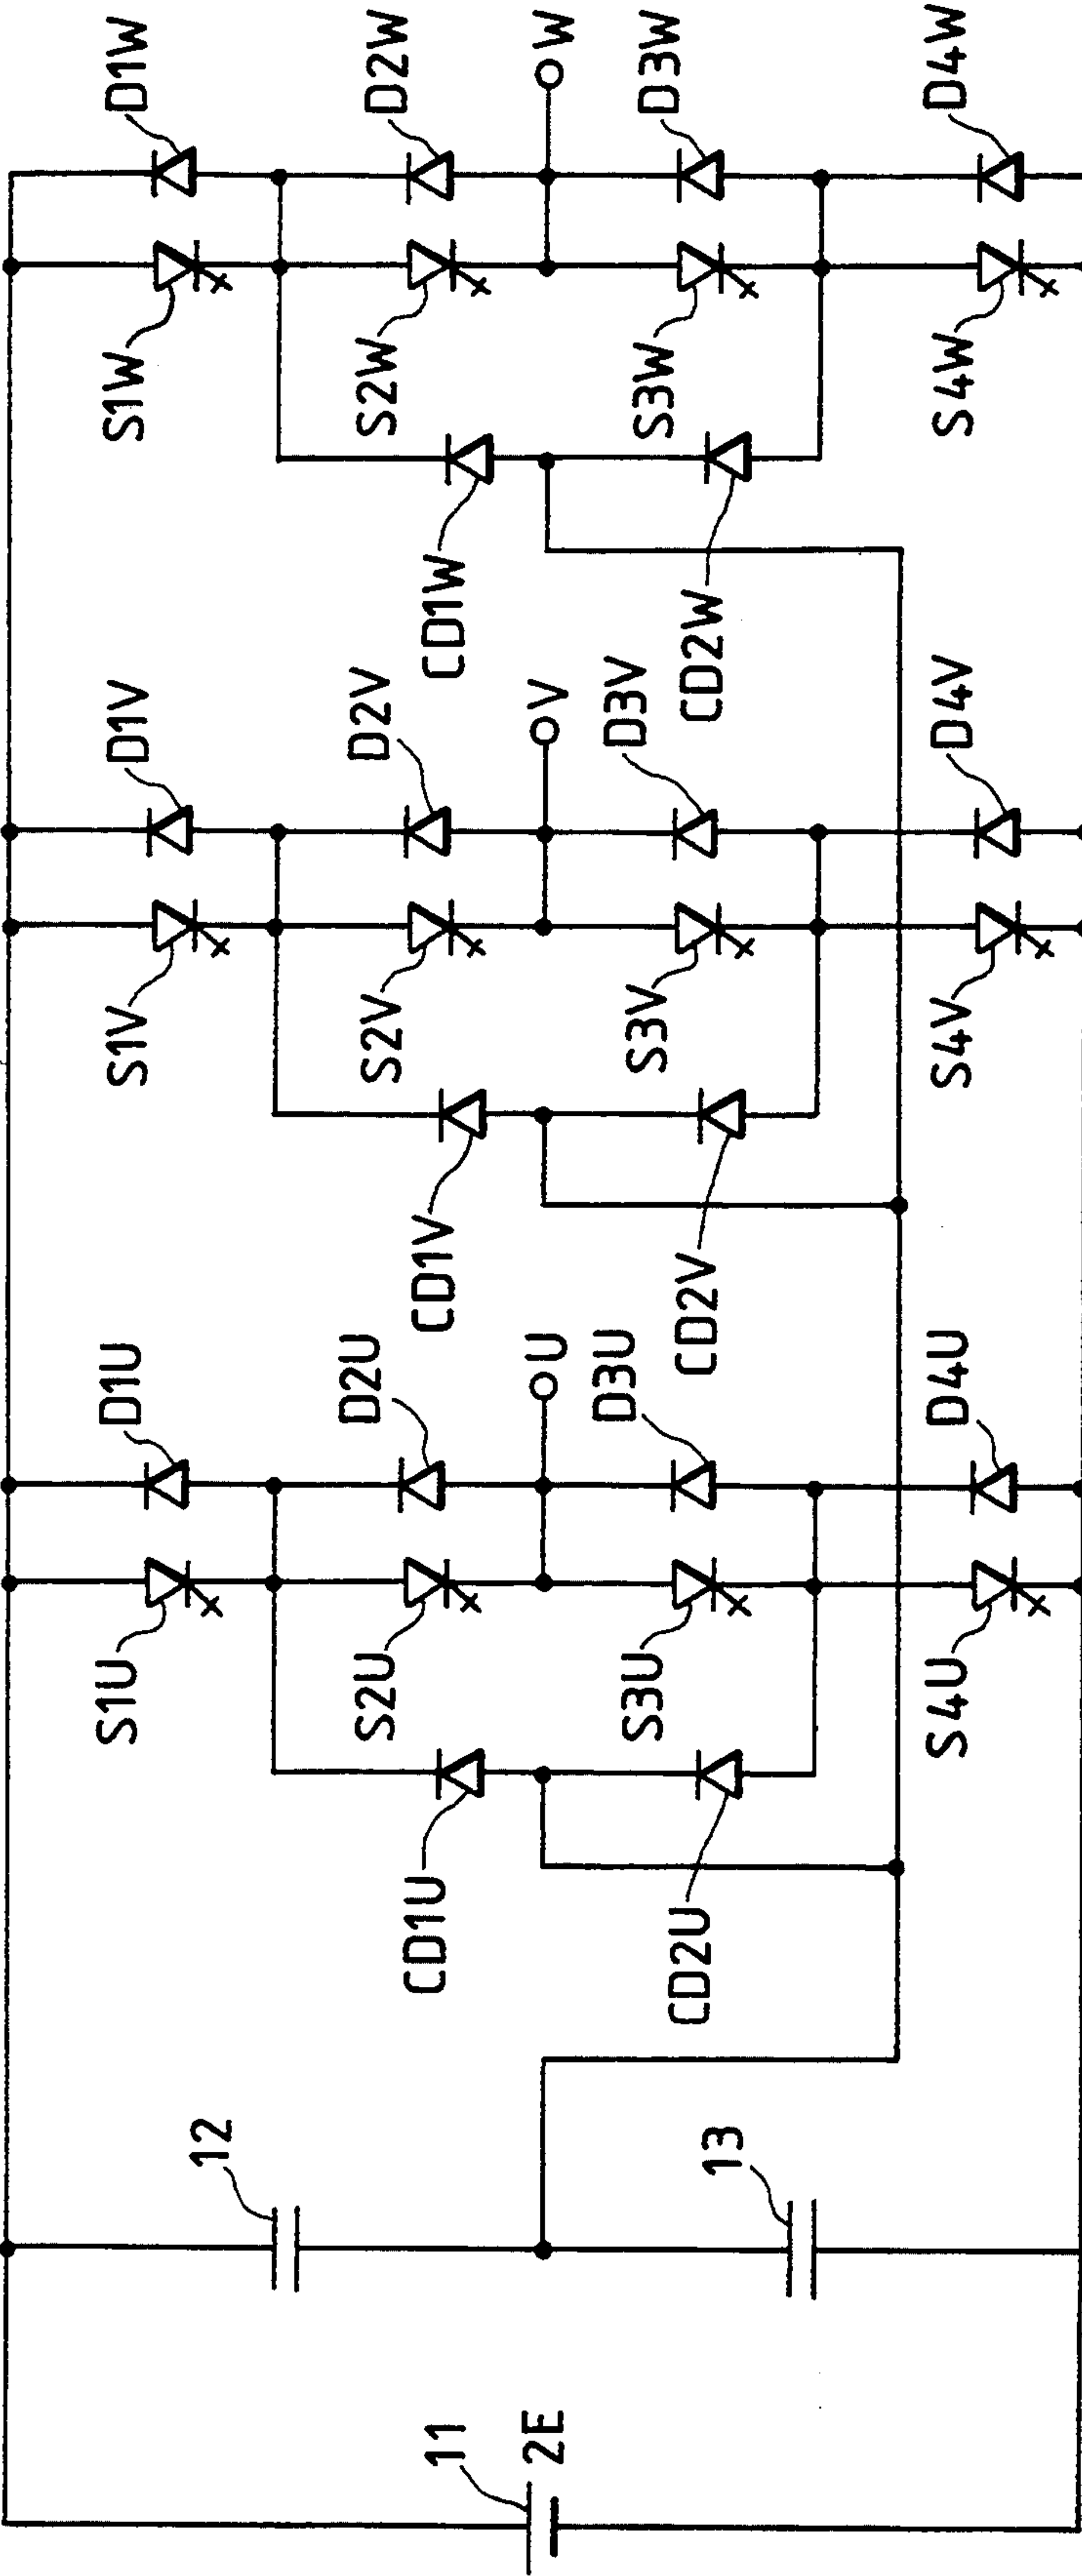 11
2E
12
13
CD1U
CD2U
S1U
D1U
S2U
D2U
U
S3U
D3U
S4U
D4U
CD1V
CD2V
S1V
D1V
S2V
D2V
V
S3V
D3V
S4V
D4V
CD1W
CD2W
S1W
D1W
S2W
D2W
W
S3W
D3W
S4W
D4W